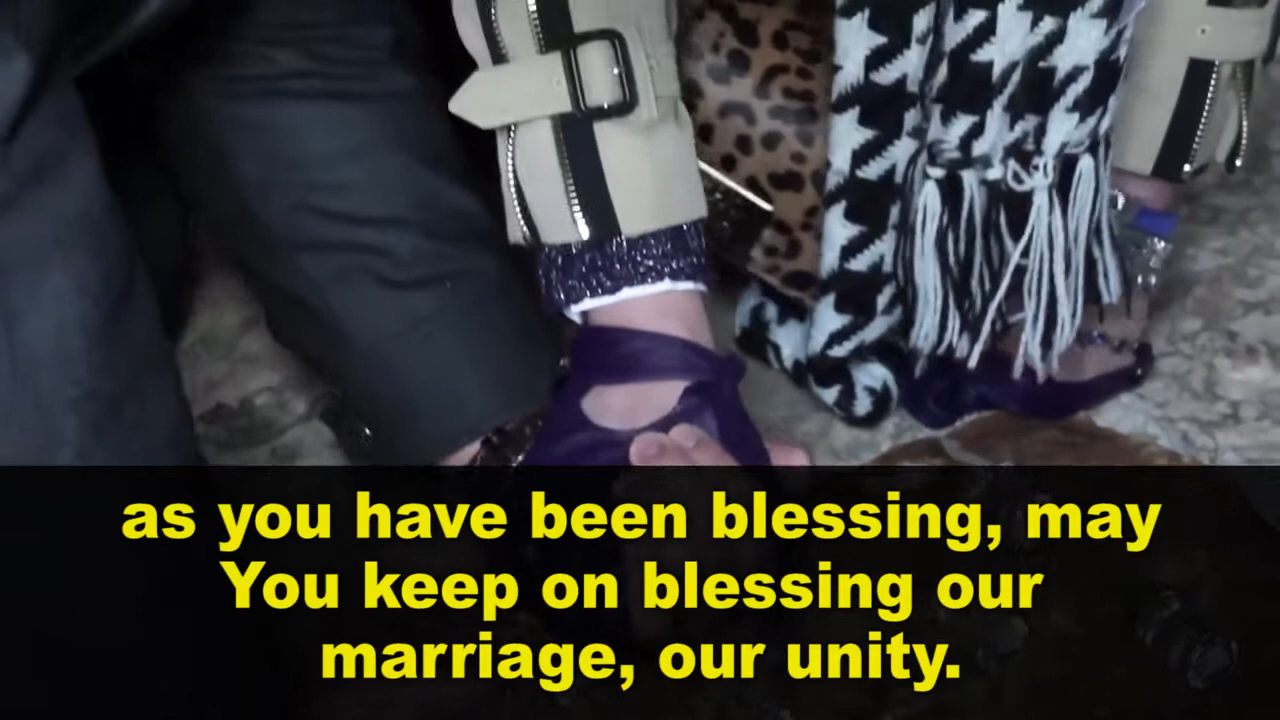 as you have been blessing, may
You keep on blessing our
marriage, our unity.